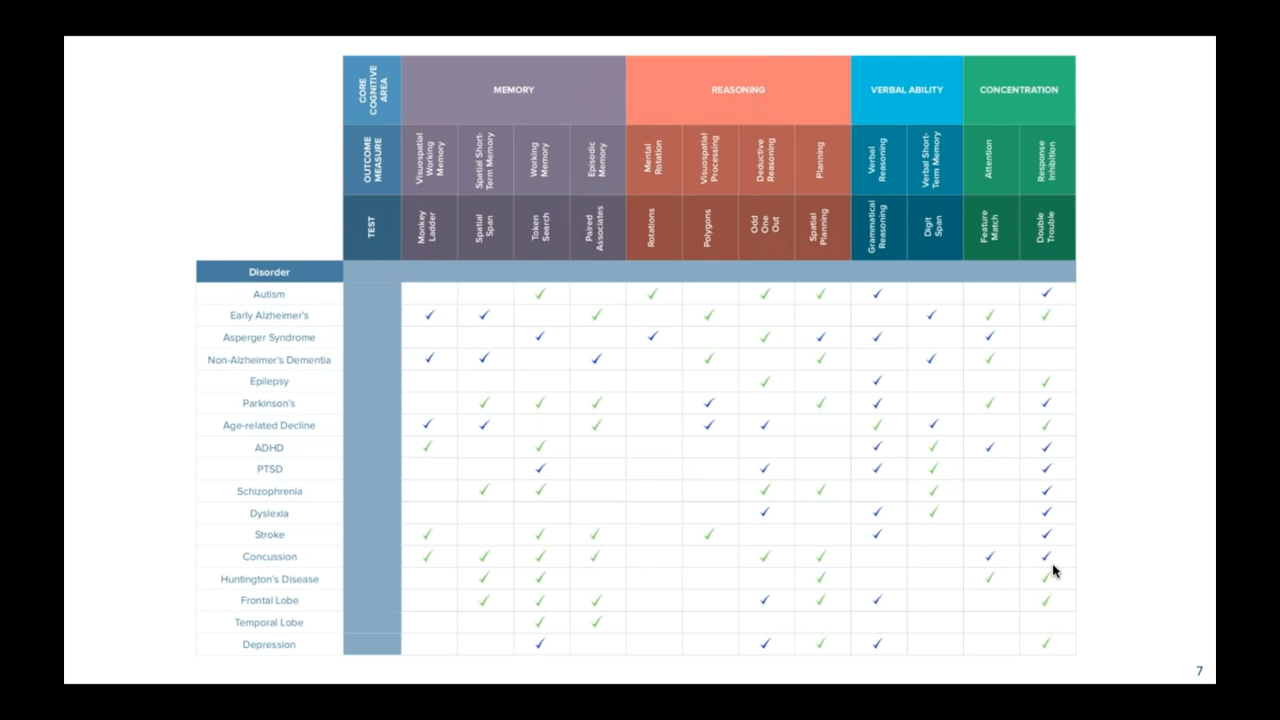 CORE
COGNITIVE
AREA
MEMORY
REASONING
VERBAL ABILITY
CONCENTRATION
OUTCOME
MEASURE
Visuospatial
Working
Memory
Spatial Short-
Term Memory
Working
Memory
Episodic
Memory
Mental
Rotation
Visuospatial
Processing
Deductive
Reasoning
Planning
Verbal
Reasoning
Verbal Short-
Term Memory
Attention
Response
Inhibition
TEST
Monkey
Ladder
Spatial
Span
Token
Search
Paired
Associates
Rotations
Polygons
Odd
One
Out
Spatial
Planning
Grammatical
Reasoning
Digit
Span
Feature
Match
Double
Trouble
Disorder
Autism
Early Alzheimer's
Asperger Syndrome
Non-Alzheimer's Dementia
Epilepsy
Parkinson's
Age-related Decline
ADHD
PTSD
Schizophrenia
Dyslexia
Stroke
Concussion
Huntington's Disease
Frontal Lobe
Temporal Lobe
Depression
7